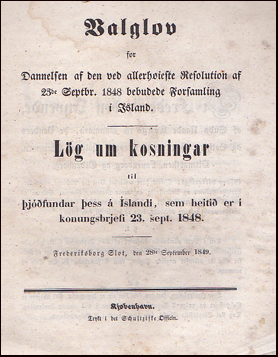 Valglov
for
Dannelsen af den ved allerhøieste Resolution af
23de Septbr. 1848 bebudede Forsamling
i Island.
Lög um kosningar
til
þjóðfundar þess á Íslandi, sem heitið er í
konungsbrjefi 23. sept. 1848.
Frederiksborg Slot, den 28de September 1849.
Kjøbenhavn.
Trykt i det Schultziske Officin.